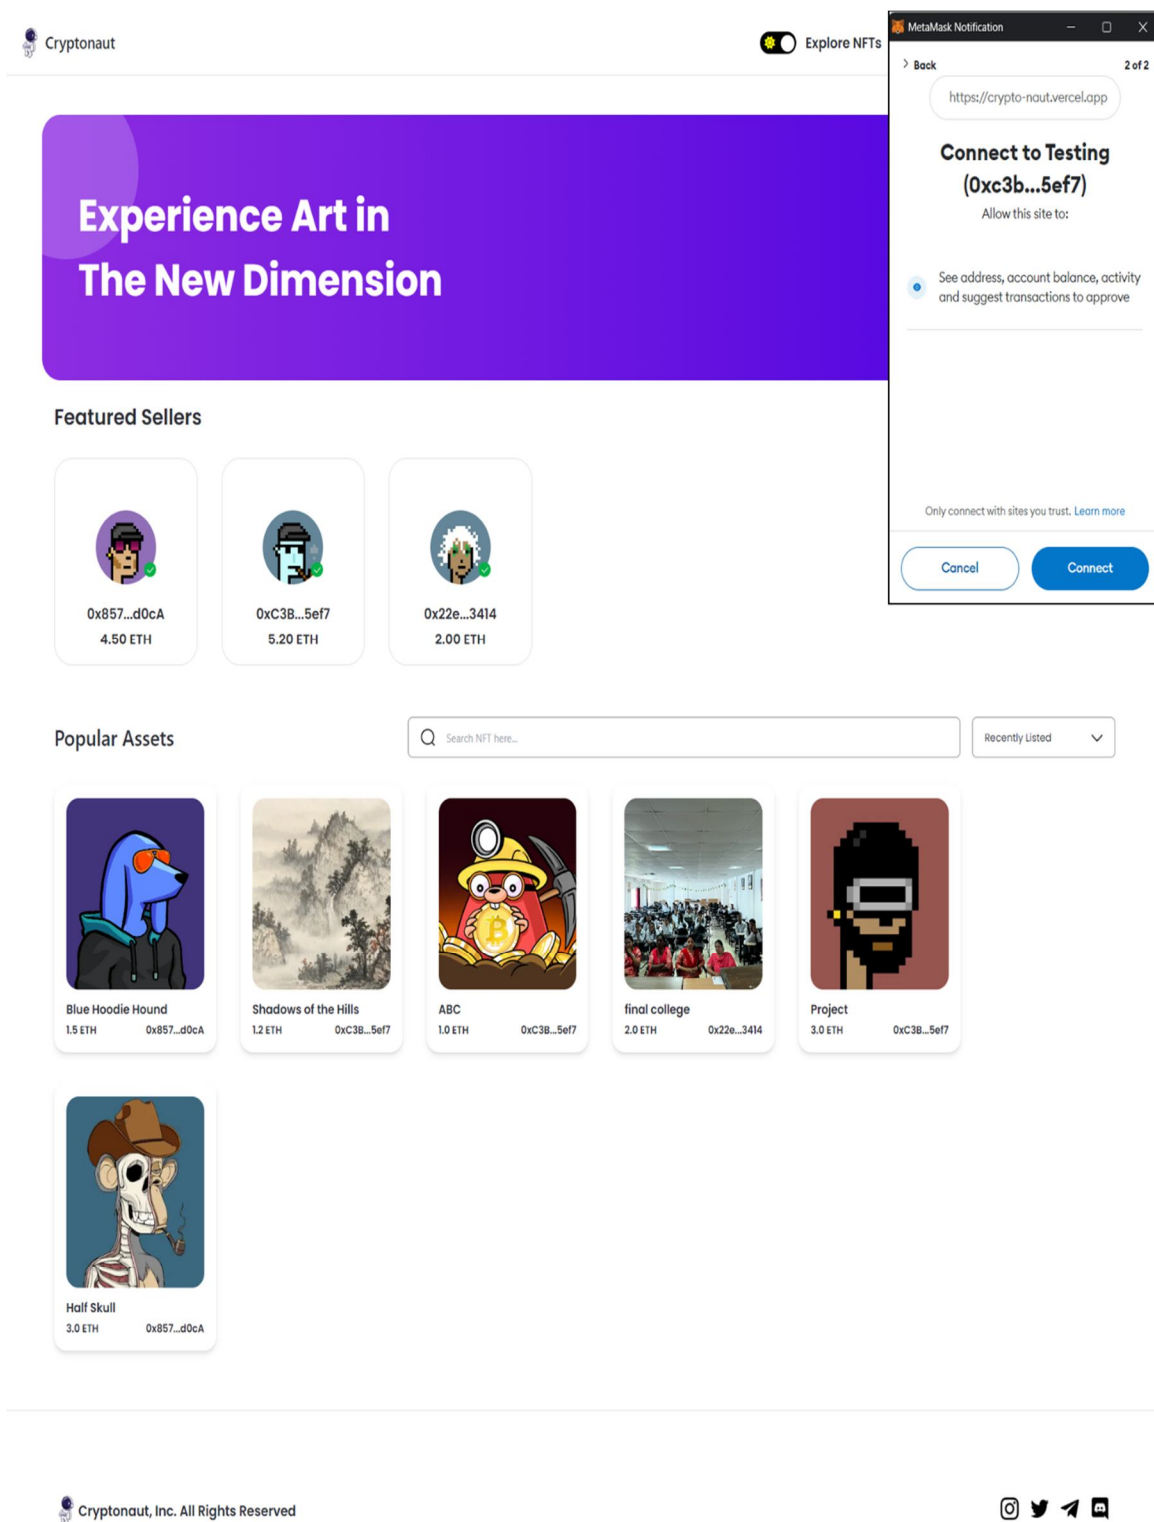 Cryptonaut
Explore NFTs
MetaMask Notification
Back
2 of 2
https://crypto-naut.vercel.app
Connect to Testing
(0xc3b...5ef7)
Allow this site to:
See address, account balance, activity
and suggest transactions to approve
Only connect with sites you trust. Learn more
Cancel
Connect
Experience Art in
The New Dimension
Featured Sellers
0x857...d0cA
4.50 ETH
0xC3B...5ef7
5.20 ETH
0x22e...3414
2.00 ETH
Popular Assets
Search NFT here...
Recently Listed
Blue Hoodie Hound
1.5 ETH 0x857...d0cA
Shadows of the Hills
1.2 ETH 0xC3B...5ef7
ABC
1.0 ETH 0xC3B...5ef7
final college
2.0 ETH 0x22e...3414
Project
3.0 ETH 0xC3B...5ef7
Half Skull
3.0 ETH 0x857...d0cA
Cryptonaut, Inc. All Rights Reserved